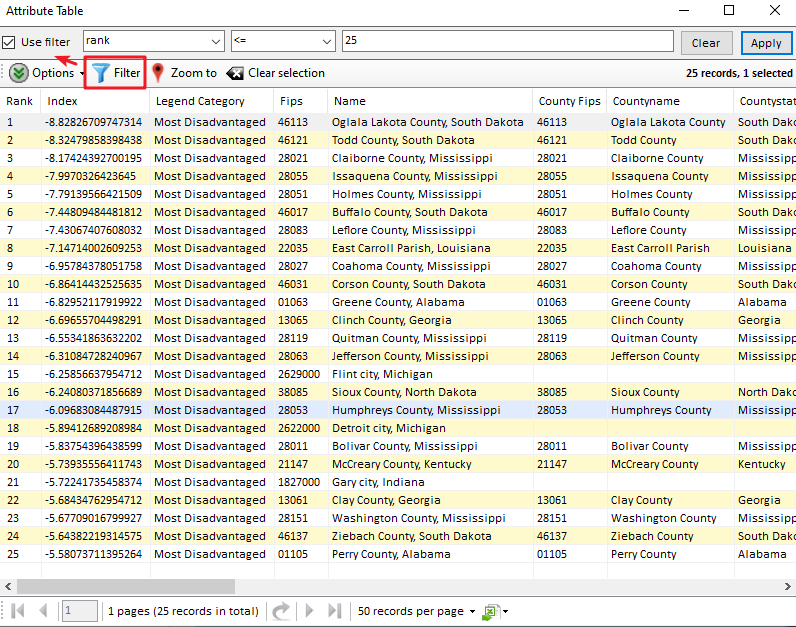 Attribute Table
Use filter rank <= 25 Clear Apply
Options Filter Zoom to Clear selection 25 records, 1 selected
Rank Index Legend Category Fips Name County Fips Countyname Countystat
1 -8.82826709747314 Most Disadvantaged 46113 Oglala Lakota County, South Dakota 46113 Oglala Lakota County South Dako
2 -8.32479858398438 Most Disadvantaged 46121 Todd County, South Dakota 46121 Todd County South Dako
3 -8.17424392700195 Most Disadvantaged 28021 Claiborne County, Mississippi 28021 Claiborne County Mississipp
4 -7.9970326423645 Most Disadvantaged 28055 Issaquena County, Mississippi 28055 Issaquena County Mississipp
5 -7.79139566421509 Most Disadvantaged 28051 Holmes County, Mississippi 28051 Holmes County Mississipp
6 -7.44809484481812 Most Disadvantaged 46017 Buffalo County, South Dakota 46017 Buffalo County South Dako
7 -7.43067407608032 Most Disadvantaged 28083 Leflore County, Mississippi 28083 Leflore County Mississipp
8 -7.14714002609253 Most Disadvantaged 22035 East Carroll Parish, Louisiana 22035 East Carroll Parish Louisiana
9 -6.95784378051758 Most Disadvantaged 28027 Coahoma County, Mississippi 28027 Coahoma County Mississipp
10 -6.86414432525635 Most Disadvantaged 46031 Corson County, South Dakota 46031 Corson County South Dako
11 -6.82952117919922 Most Disadvantaged 01063 Greene County, Alabama 01063 Greene County Alabama
12 -6.69655704498291 Most Disadvantaged 13065 Clinch County, Georgia 13065 Clinch County Georgia
13 -6.55341863632202 Most Disadvantaged 28119 Quitman County, Mississippi 28119 Quitman County Mississipp
14 -6.31084728240967 Most Disadvantaged 28063 Jefferson County, Mississippi 28063 Jefferson County Mississipp
15 -6.25856637954712 Most Disadvantaged 2629000 Flint city, Michigan
16 -6.24080371856689 Most Disadvantaged 38085 Sioux County, North Dakota 38085 Sioux County North Dako
17 -6.09683084487915 Most Disadvantaged 28053 Humphreys County, Mississippi 28053 Humphreys County Mississipp
18 -5.89412689208984 Most Disadvantaged 2622000 Detroit city, Michigan
19 -5.83754396438599 Most Disadvantaged 28011 Bolivar County, Mississippi 28011 Bolivar County Mississipp
20 -5.73935556411743 Most Disadvantaged 21147 McCreary County, Kentucky 21147 McCreary County Kentucky
21 -5.72241735458374 Most Disadvantaged 1827000 Gary city, Indiana
22 -5.68434762954712 Most Disadvantaged 13061 Clay County, Georgia 13061 Clay County Georgia
23 -5.67709016799927 Most Disadvantaged 28151 Washington County, Mississippi 28151 Washington County Mississipp
24 -5.64382219314575 Most Disadvantaged 46137 Ziebach County, South Dakota 46137 Ziebach County South Dako
25 -5.58073711395264 Most Disadvantaged 01105 Perry County, Alabama 01105 Perry County Alabama
1 1 pages (25 records in total) 50 records per page